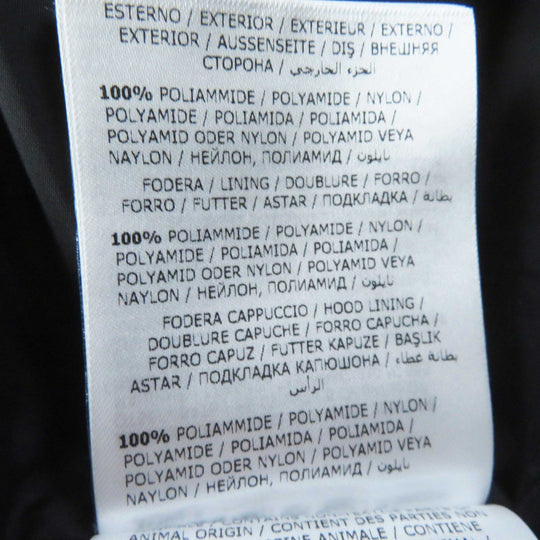 ESTERNO / EXTERIOR / EXTERIEUR / EXTERNO /
EXTERIOR / AUSSENSEITE / DIŞ / ВНЕШНЯЯ
СТОРОНА / الجزء الخارجي
100% POLIAMMIDE / POLYAMIDE / NYLON /
POLYAMIDE / POLIAMIDA / POLIAMIDA /
POLYAMID ODER NYLON / POLYAMID VEYA
NAYLON / НЕЙЛОН, ПОЛИАМИД / نايلون
FODERA / LINING / DOUBLURE / FORRO /
FORRO / FUTTER / ASTAR / ПОДКЛАДКА / بطانة
100% POLIAMMIDE / POLYAMIDE / NYLON /
POLYAMIDE / POLIAMIDA / POLIAMIDA /
POLYAMID ODER NYLON / POLYAMID VEYA
NAYLON / НЕЙЛОН, ПОЛИАМИД / نايلون
FODERA CAPPUCCIO / HOOD LINING /
DOUBLURE CAPUCHE / FORRO CAPUCHA /
FORRO CAPUZ / FUTTER KAPUZE / BAŞLIK
ASTAR / ПОДКЛАДКА КАПЮШОНА / بطانة غطاء
الرأس
100% POLIAMMIDE / POLYAMIDE / NYLON /
POLYAMIDE / POLIAMIDA / POLIAMIDA /
POLYAMID ODER NYLON / POLYAMID VEYA
NAYLON / НЕЙЛОН, ПОЛИАМИД / نايلون
ANIMAL ORIGIN / CONTIENT DES PARTIES NON
ANIMALE / CONTIENE